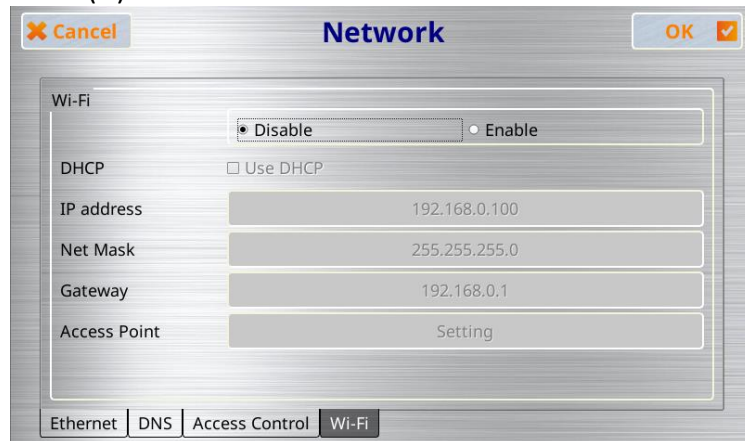 Cancel Network OK
Wi-Fi
Disable Enable
DHCP Use DHCP
IP address 192.168.0.100
Net Mask 255.255.255.0
Gateway 192.168.0.1
Access Point Setting
Ethernet DNS Access Control Wi-Fi